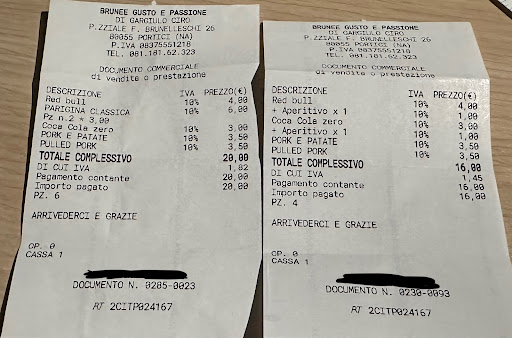 BRUNEE GUSTO E PASSIONE
DI GARGIULO CIRO
P.ZZIALE F. BRUNELLESCHI 26
80055 PORTICI (NA)
P.IVA 08375551218
TEL. 081.181.62.323
DOCUMENTO COMMERCIALE
di vendita o prestazione
DESCRIZIONE IVA PREZZO(€)
Red bull 10% 4,00
PARIGINA CLASSICA 10% 6,00
Pz n.2 * 3,00
Coca Cola zero 10% 3,00
PORK E PATATE 10% 3,50
PULLED PORK 10% 3,50
TOTALE COMPLESSIVO 20,00
DI CUI IVA 1,82
Pagamento contante 20,00
Importo pagato 20,00
PZ. 6
ARRIVEDERCI E GRAZIE
OP. 0
CASSA 1
DOCUMENTO N. 0205-0023
RT 2CITP024167
BRUNEE GUSTO E PASSIONE
DI GARGIULO CIRO
P.ZZIALE F. BRUNELLESCHI 26
80055 PORTICI (NA)
P.IVA 08375551218
TEL. 081.181.62.323
DOCUMENTO COMMERCIALE
di vendita o prestazione
DESCRIZIONE IVA PREZZO(€)
Red bull 10% 4,00
+ Aperitivo x 1 10% 1,00
Coca Cola zero 10% 3,00
+ Aperitivo x 1 10% 1,00
PORK E PATATE 10% 3,50
PULLED PORK 10% 3,50
TOTALE COMPLESSIVO 16,00
DI CUI IVA 1,45
Pagamento contante 16,00
Importo pagato 16,00
PZ. 4
ARRIVEDERCI E GRAZIE
OP. 0
CASSA 1
DOCUMENTO N. 0230-0093
RT 2CITP024167